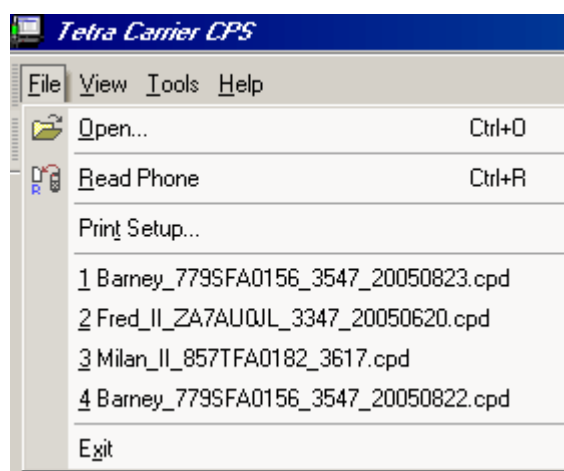 Tetra Carrier CPS
File View Tools Help
Open... Ctrl+O
Read Phone Ctrl+R
Print Setup...
1 Barney_779SFA0156_3547_20050823.cpd
2 Fred_II_ZA7AU0JL_3347_20050620.cpd
3 Milan_II_857TFA0182_3617.cpd
4 Barney_779SFA0156_3547_20050822.cpd
Exit